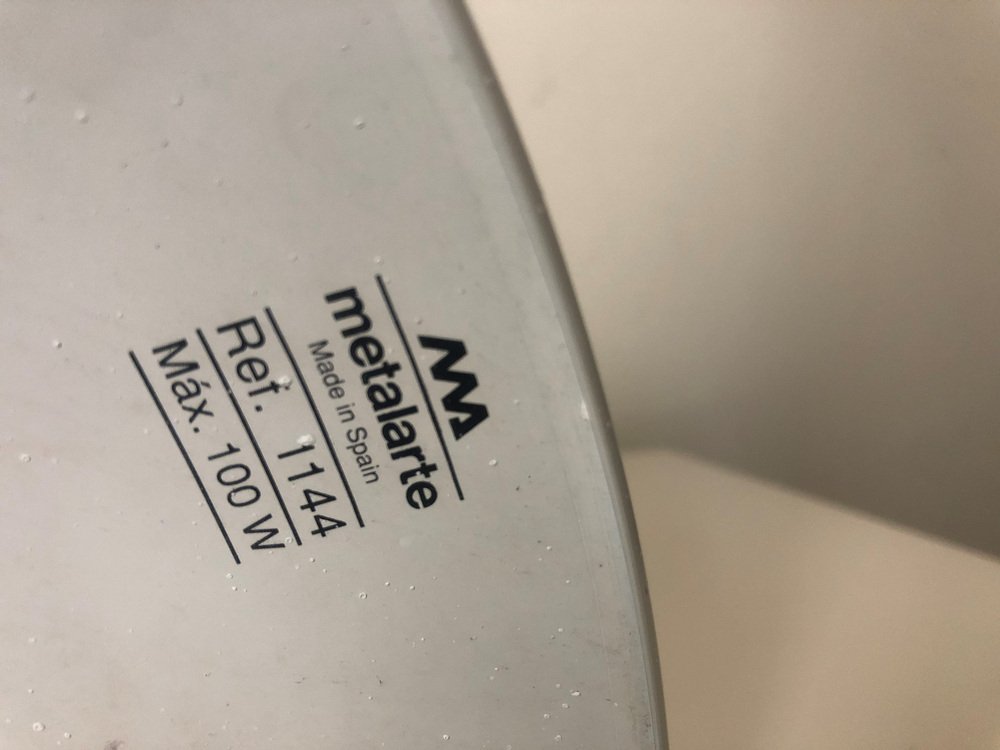 metalarte
Made in Spain
Ref. 1144
Máx. 100 W